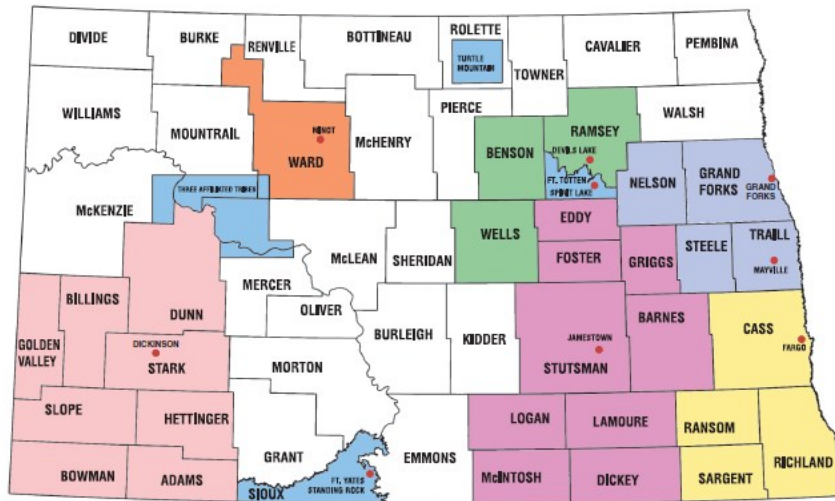 DIVIDE
BURKE
RENVILLE
BOTTINEAU
ROLETTE
TURTLE
MOUNTAIN
TOWNER
CAVALIER
PEMBINA
WILLIAMS
MOUNTRAIL
MINOT
WARD
McHENRY
PIERCE
BENSON
RAMSEY
DEVILS LAKE
FT. TOTTEN
SPIRIT LAKE
WALSH
NELSON
GRAND
FORKS
GRAND
FORKS
McKENZIE
THREE AFFILIATED TRIBES
McLEAN
SHERIDAN
WELLS
EDDY
FOSTER
GRIGGS
STEELE
TRAILL
MAYVILLE
GOLDEN
VALLEY
BILLINGS
DUNN
MERCER
OLIVER
BURLEIGH
KIDDER
JAMESTOWN
STUTSMAN
BARNES
CASS
FARGO
DICKINSON
STARK
MORTON
SLOPE
HETTINGER
GRANT
EMMONS
LOGAN
LAMOURE
RANSOM
RICHLAND
BOWMAN
ADAMS
SIOUX
FT. YATES
STANDING ROCK
McINTOSH
DICKEY
SARGENT